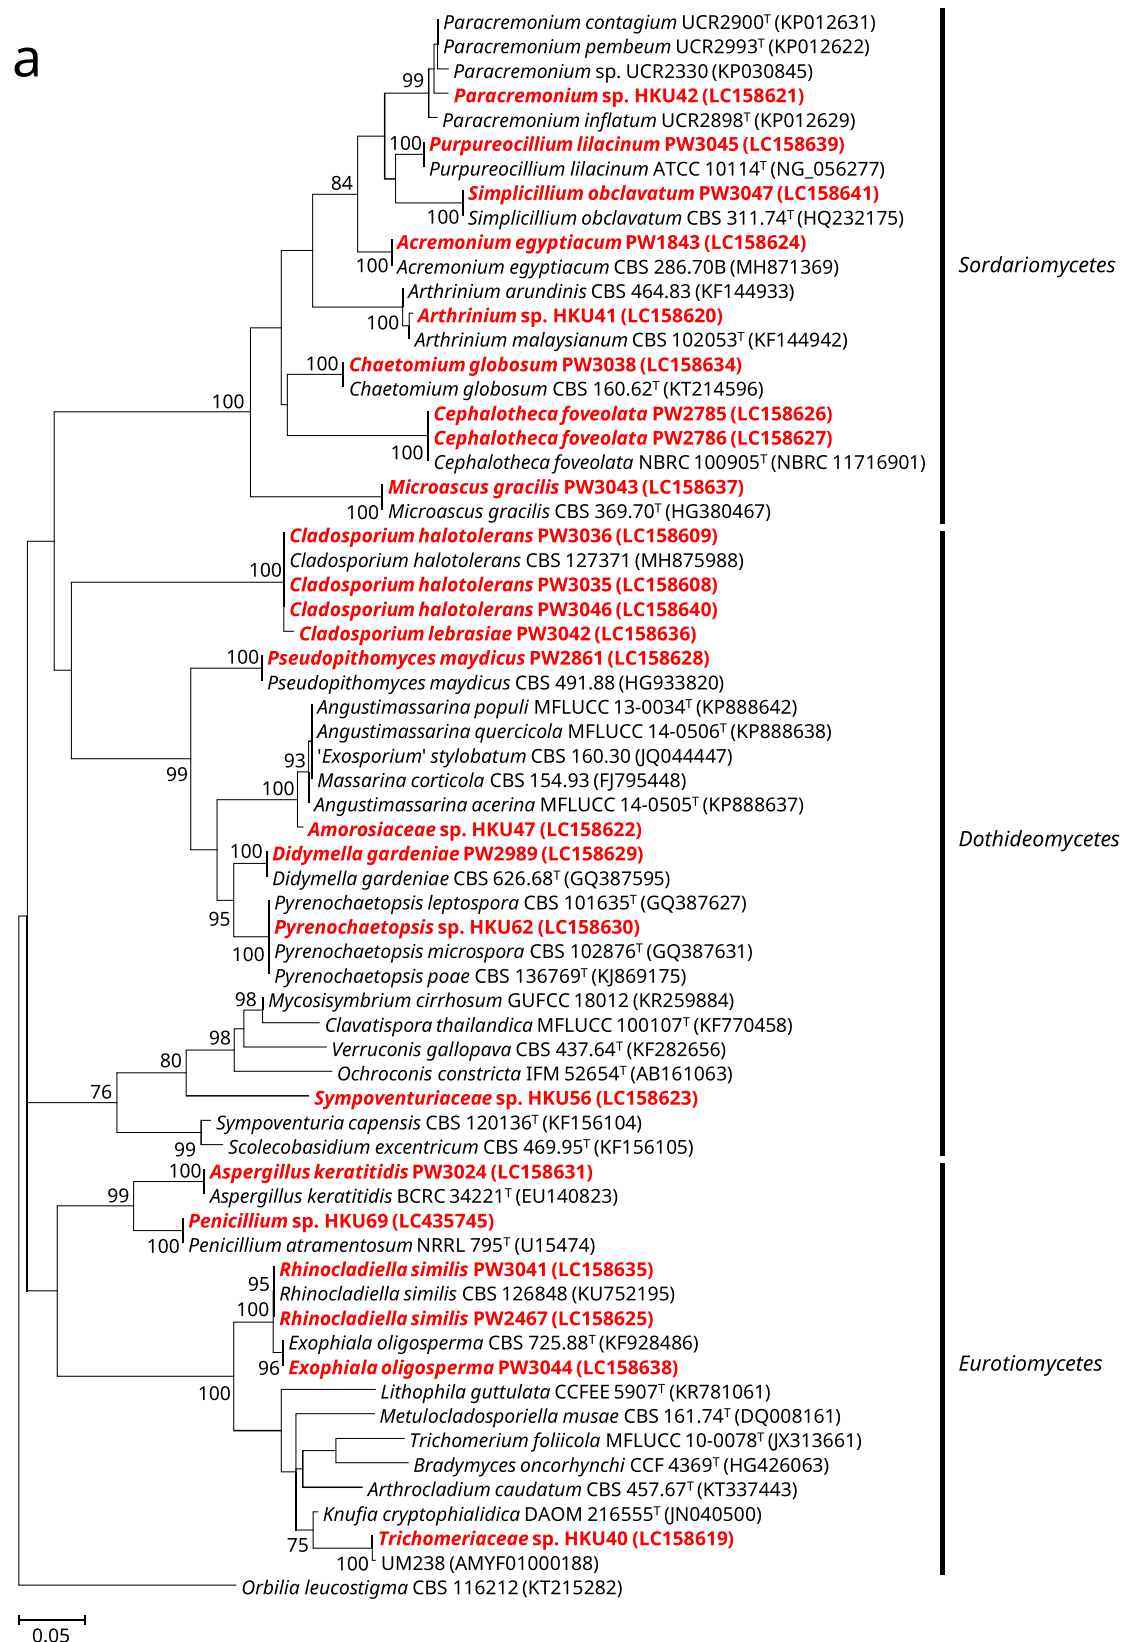 a
Paracremonium contagium UCR2900ᵀ (KP012631)
Paracremonium pembeum UCR2993ᵀ (KP012622)
Paracremonium sp. UCR2330 (KP030845)
99
Paracremonium sp. HKU42 (LC158621)
Paracremonium inflatum UCR2898ᵀ (KP012629)
100
Purpureocillium lilacinum PW3045 (LC158639)
Purpureocillium lilacinum ATCC 10114ᵀ (NG_056277)
84
Simplicillium obclavatum PW3047 (LC158641)
100
Simplicillium obclavatum CBS 311.74ᵀ (HQ232175)
Acremonium egyptiacum PW1843 (LC158624)
100
Acremonium egyptiacum CBS 286.70B (MH871369)
Sordariomycetes
Arthrinium arundinis CBS 464.83 (KF144933)
100
Arthrinium sp. HKU41 (LC158620)
Arthrinium malaysianum CBS 102053ᵀ (KF144942)
100
Chaetomium globosum PW3038 (LC158634)
Chaetomium globosum CBS 160.62ᵀ (KT214596)
100
Cephalotheca foveolata PW2785 (LC158626)
Cephalotheca foveolata PW2786 (LC158627)
100
Cephalotheca foveolata NBRC 100905ᵀ (NBRC 11716901)
Microascus gracilis PW3043 (LC158637)
100
Microascus gracilis CBS 369.70ᵀ (HG380467)
Cladosporium halotolerans PW3036 (LC158609)
Cladosporium halotolerans CBS 127371 (MH875988)
100
Cladosporium halotolerans PW3035 (LC158608)
Cladosporium halotolerans PW3046 (LC158640)
Cladosporium lebrasiae PW3042 (LC158636)
100
Pseudopithomyces maydicus PW2861 (LC158628)
Pseudopithomyces maydicus CBS 491.88 (HG933820)
Angustimassarina populi MFLUCC 13-0034ᵀ (KP888642)
Angustimassarina quercicola MFLUCC 14-0506ᵀ (KP888638)
93
'Exosporium' stylobatum CBS 160.30 (JQ044447)
99
Massarina corticola CBS 154.93 (FJ795448)
100
Angustimassarina acerina MFLUCC 14-0505ᵀ (KP888637)
Amorosiaceae sp. HKU47 (LC158622)
Dothideomycetes
100
Didymella gardeniae PW2989 (LC158629)
Didymella gardeniae CBS 626.68ᵀ (GQ387595)
Pyrenochaetopsis leptospora CBS 101635ᵀ (GQ387627)
95
Pyrenochaetopsis sp. HKU62 (LC158630)
100
Pyrenochaetopsis microspora CBS 102876ᵀ (GQ387631)
Pyrenochaetopsis poae CBS 136769ᵀ (KJ869175)
98
Mycosisymbrium cirrhosum GUFCC 18012 (KR259884)
Clavatispora thailandica MFLUCC 100107ᵀ (KF770458)
98
Verruconis gallopava CBS 437.64ᵀ (KF282656)
80
Ochroconis constricta IFM 52654ᵀ (AB161063)
76
Sympoventuriaceae sp. HKU56 (LC158623)
Sympoventuria capensis CBS 120136ᵀ (KF156104)
99
Scolecobasidium excentricum CBS 469.95ᵀ (KF156105)
100
Aspergillus keratitidis PW3024 (LC158631)
99
Aspergillus keratitidis BCRC 34221ᵀ (EU140823)
Penicillium sp. HKU69 (LC435745)
100
Penicillium atramentosum NRRL 795ᵀ (U15474)
Rhinocladiella similis PW3041 (LC158635)
95
Rhinocladiella similis CBS 126848 (KU752195)
100
Rhinocladiella similis PW2467 (LC158625)
Exophiala oligosperma CBS 725.88ᵀ (KF928486)
96
Exophiala oligosperma PW3044 (LC158638)
Eurotiomycetes
100
Lithophila guttulata CCFEE 5907ᵀ (KR781061)
Metulocladosporiella musae CBS 161.74ᵀ (DQ008161)
Trichomerium foliicola MFLUCC 10-0078ᵀ (JX313661)
Bradymyces oncorhynchi CCF 4369ᵀ (HG426063)
Arthrocladium caudatum CBS 457.67ᵀ (KT337443)
Knufia cryptophialidica DAOM 216555ᵀ (JN040500)
75
Trichomeriaceae sp. HKU40 (LC158619)
100
UM238 (AMYF01000188)
Orbilia leucostigma CBS 116212 (KT215282)
0.05